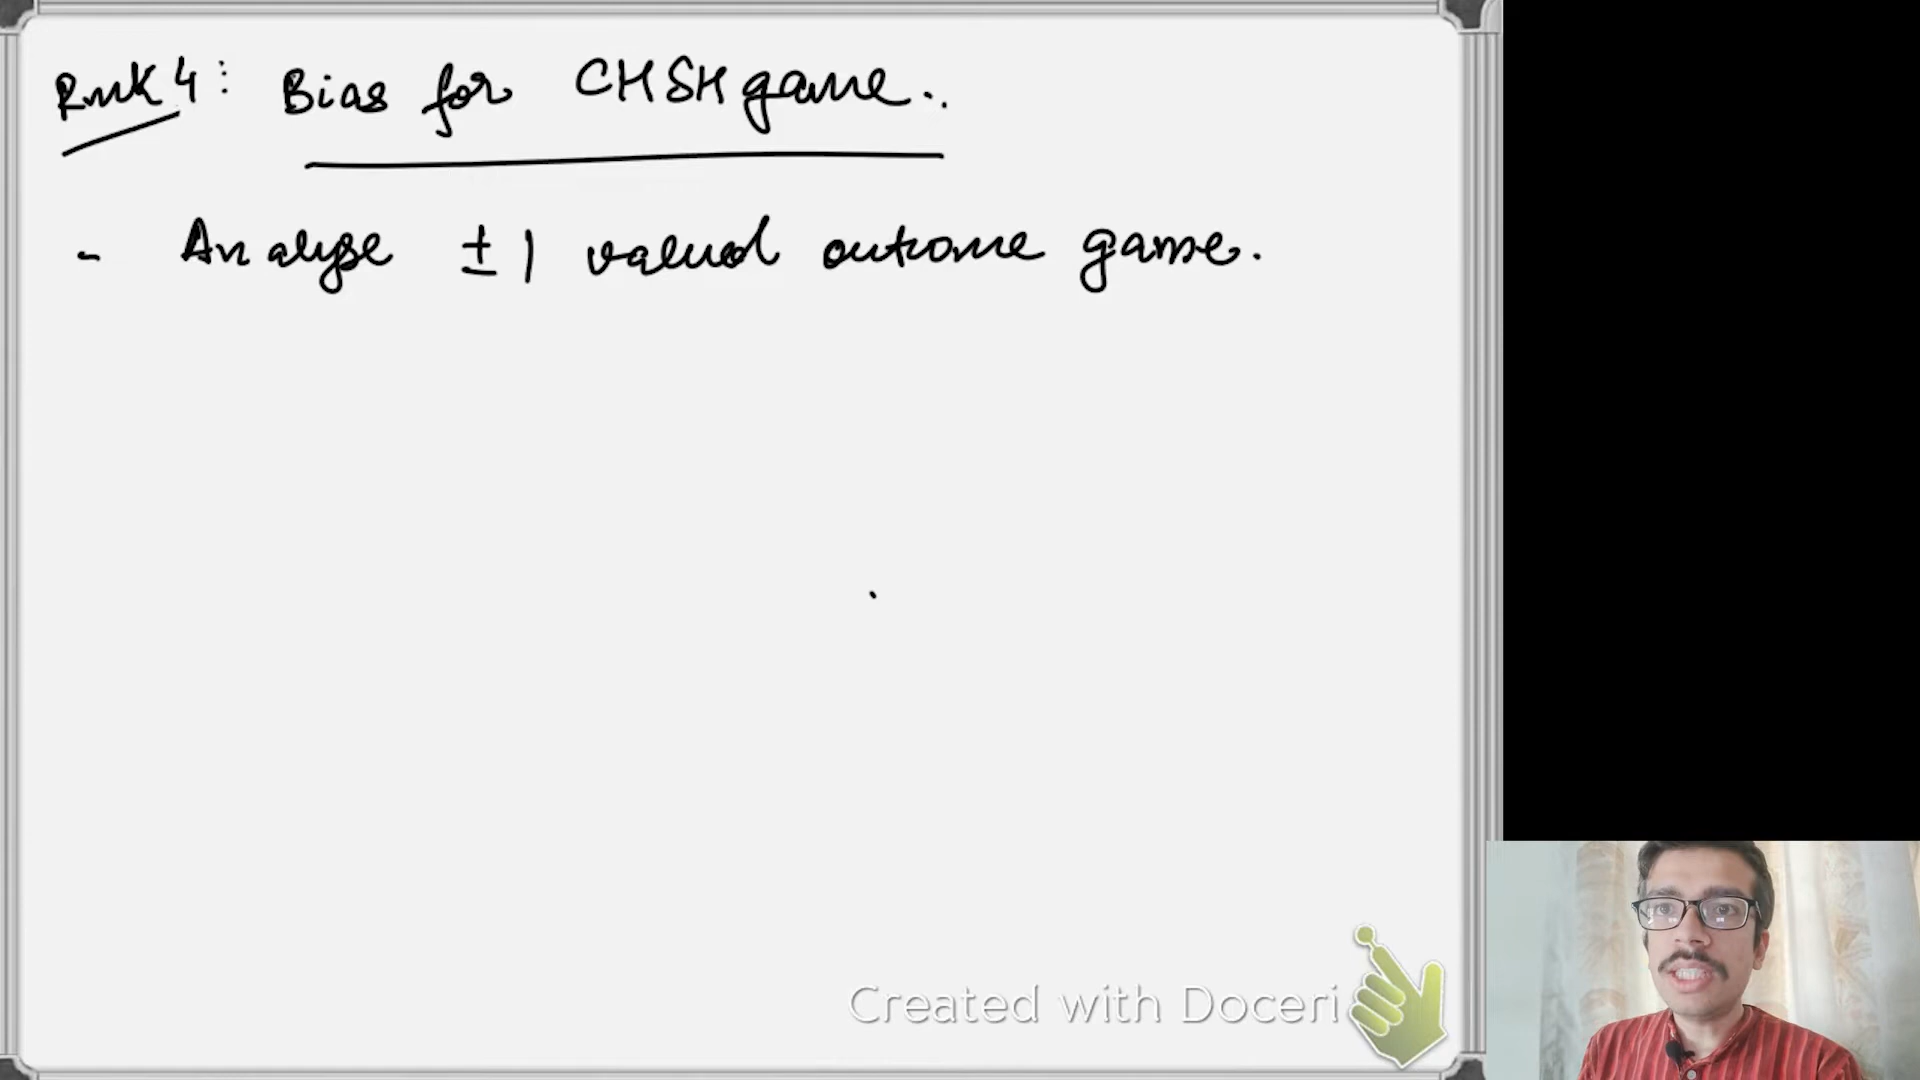 Rmk 4: Bias for CHSH game.
- Analyse ±1 valued outcome game.
Created with Doceri